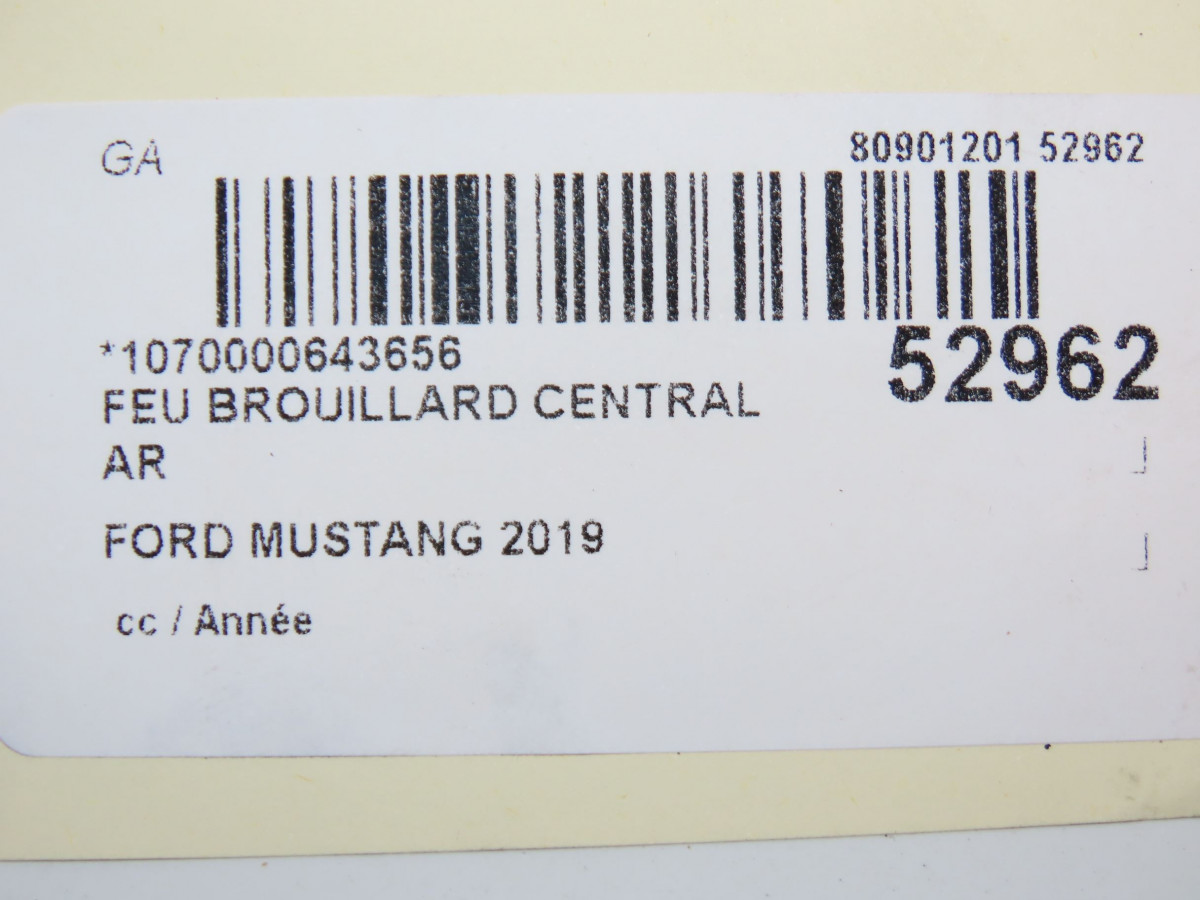 GA
80901201 52962
*1070000643656
52962
FEU BROUILLARD CENTRAL
AR
FORD MUSTANG 2019
cc / Année